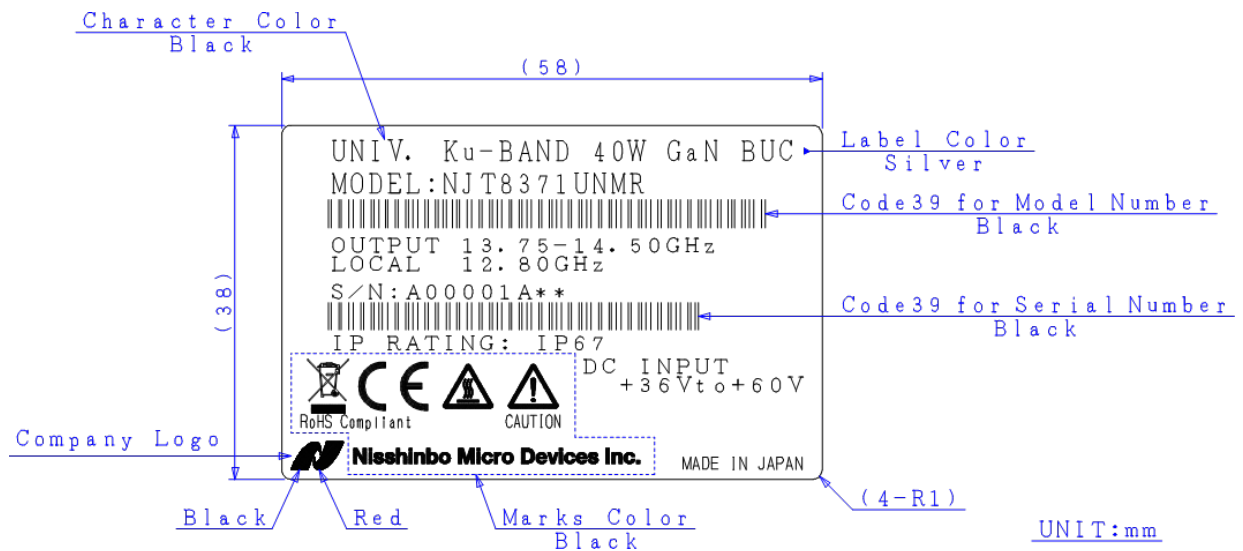 Character Color
Black
(58)
UNIV. Ku-BAND 40W GaN BUC
Label Color
Silver
MODEL:NJT8371UNMR
Code39 for Model Number
Black
OUTPUT 13.75-14.50GHz
LOCAL 12.80GHz
(38)
S/N:A00001A**
Code39 for Serial Number
Black
IP RATING: IP67
DC INPUT
+36Vto+60V
CE
RoHS Compliant
CAUTION
Company Logo
Nisshinbo Micro Devices Inc.
MADE IN JAPAN
Black
Red
Marks Color
Black
(4-R1)
UNIT:mm